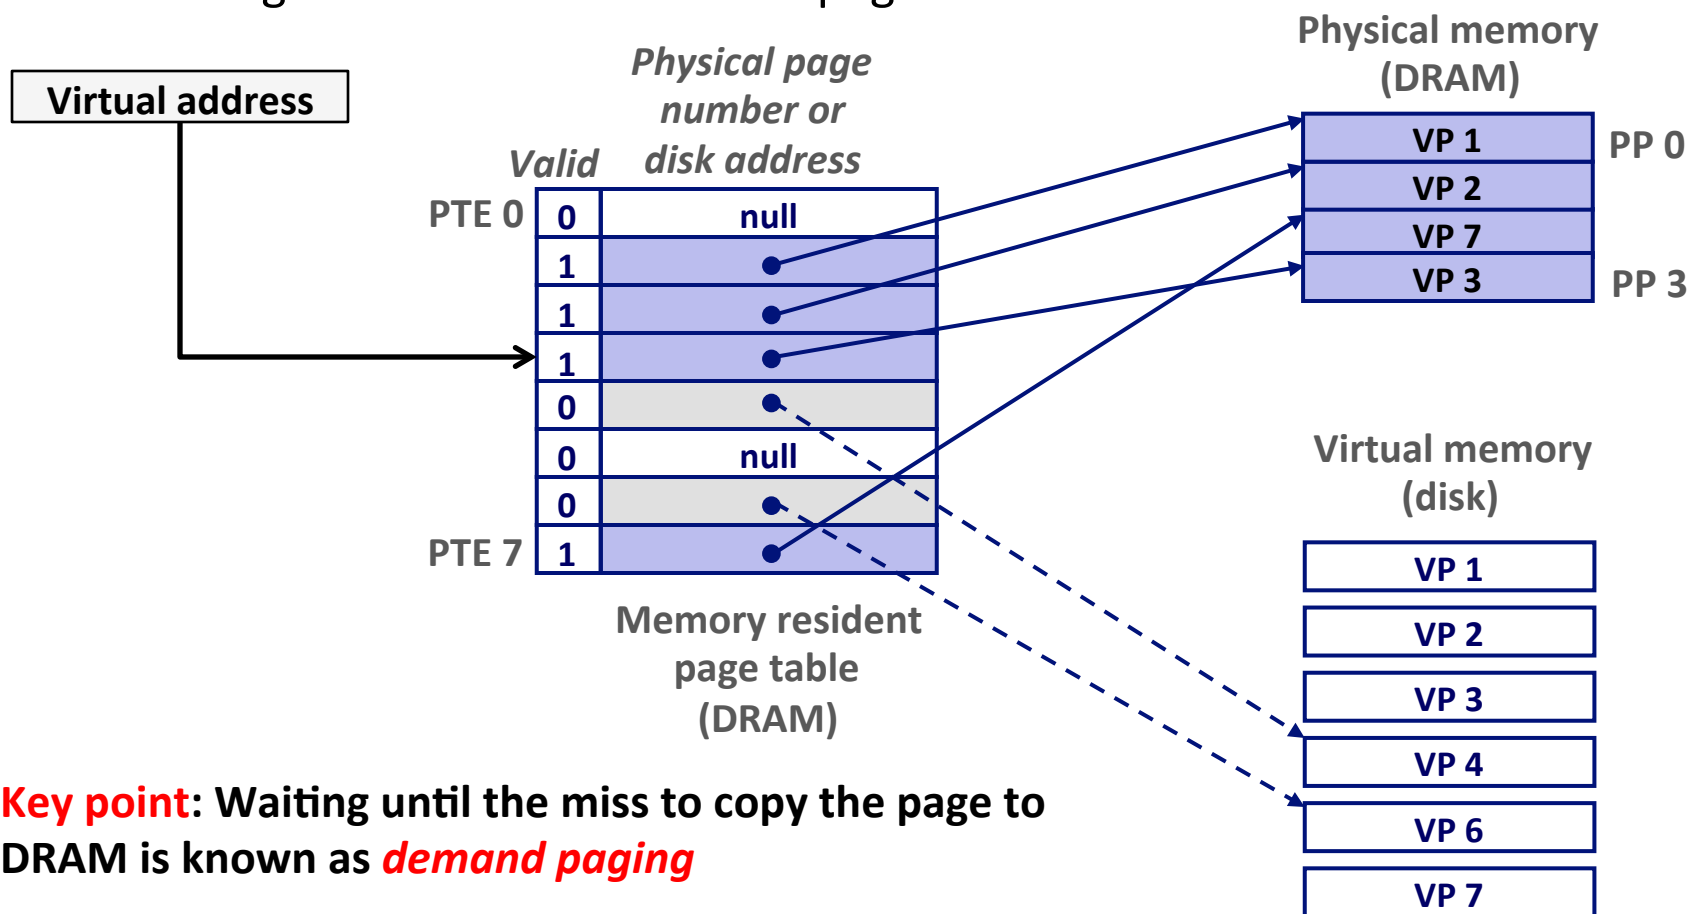 Virtual address
Physical page
number or
disk address
Valid
PTE 0
0
null
1
1
1
0
0
null
0
PTE 7
1
Memory resident
page table
(DRAM)
Physical memory
(DRAM)
VP 1
PP 0
VP 2
VP 7
VP 3
PP 3
Virtual memory
(disk)
VP 1
VP 2
VP 3
VP 4
VP 6
VP 7
Key point: Waiting until the miss to copy the page to
DRAM is known as demand paging